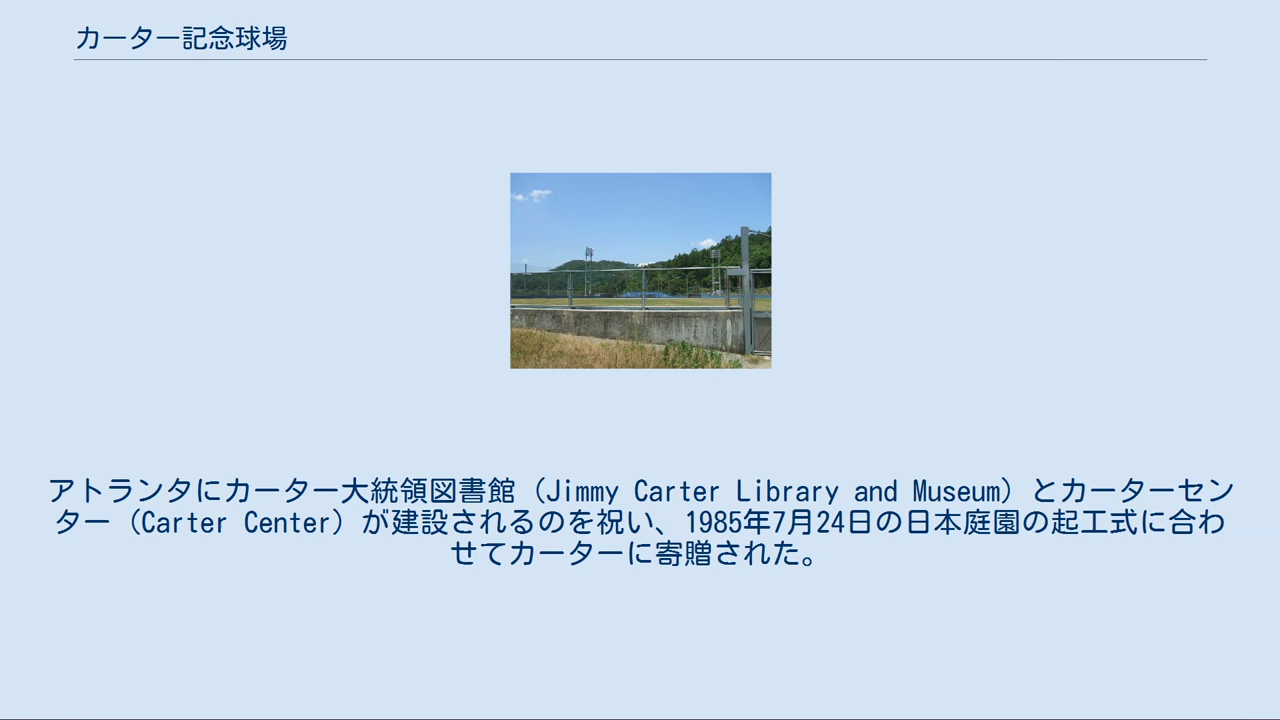 カーター記念球場
アトランタにカーター大統領図書館（Jimmy Carter Library and Museum）とカーターセン
ター（Carter Center）が建設されるのを祝い、1985年7月24日の日本庭園の起工式に合わ
せてカーターに寄贈された。